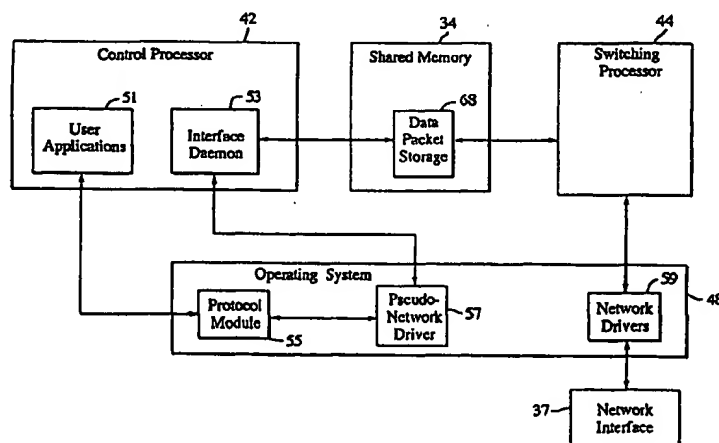 42
34
44
Control Processor
Shared Memory
Switching
Processor
51
53
68
User
Applications
Interface
Daemon
Data
Packet
Storage
Operating System
59
48
Protocol
Module
55
Pseudo-
Network
Driver
57
Network
Drivers
37
Network
Interface